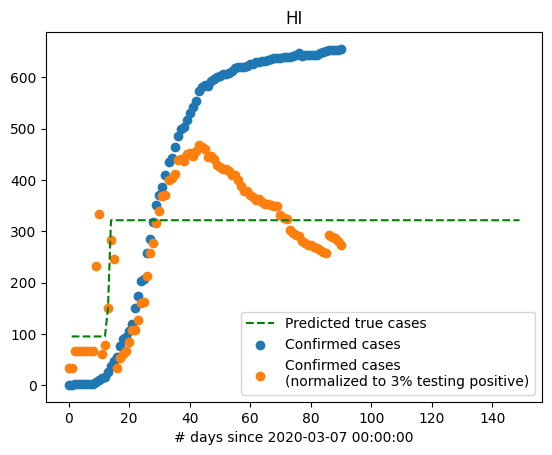 HI
600
500
400
300
200
100
0
Predicted true cases
Confirmed cases
Confirmed cases
(normalized to 3% testing positive)
0 20 40 60 80 100 120 140
# days since 2020-03-07 00:00:00